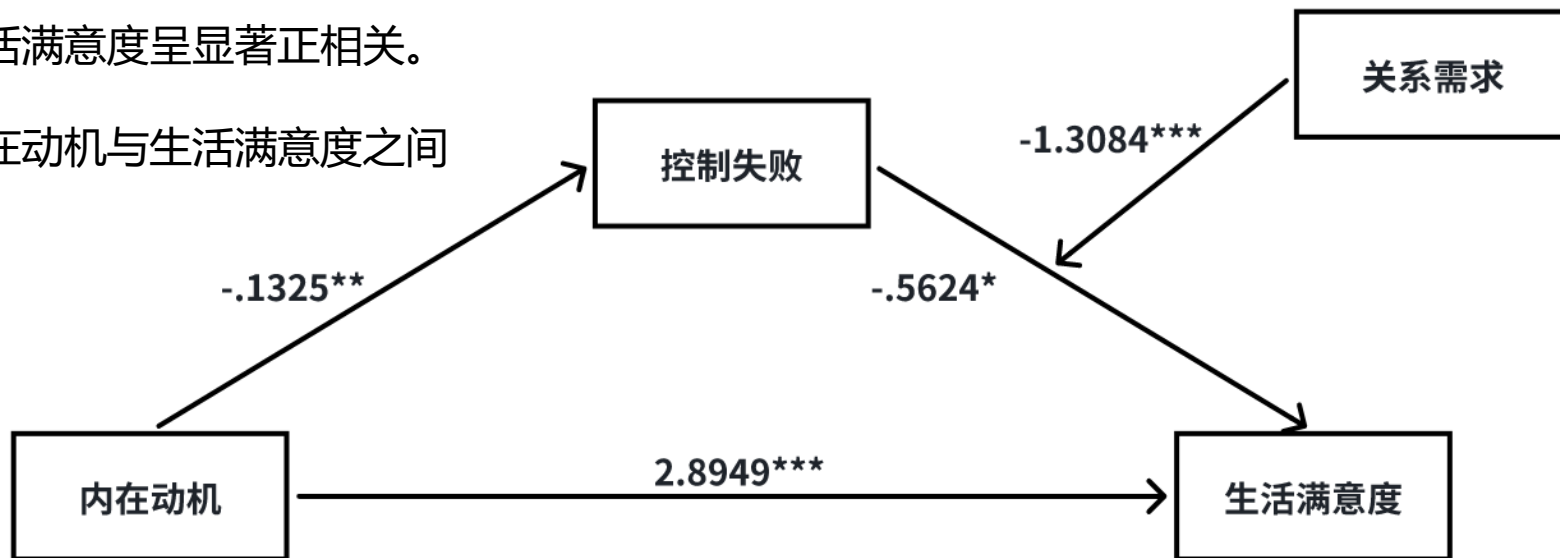 活满意度呈显著正相关。
在动机与生活满意度之间
关系需求
-1.3084***
控制失败
-.1325**
-.5624*
2.8949***
内在动机
生活满意度